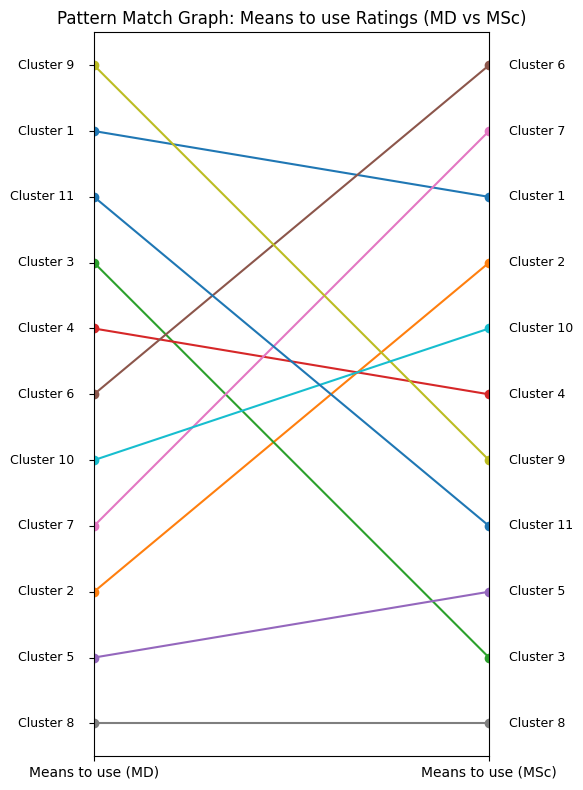 Pattern Match Graph: Means to use Ratings (MD vs MSc)
Cluster 9
Cluster 6
Cluster 1
Cluster 7
Cluster 11
Cluster 1
Cluster 3
Cluster 2
Cluster 4
Cluster 10
Cluster 6
Cluster 4
Cluster 10
Cluster 9
Cluster 7
Cluster 11
Cluster 2
Cluster 5
Cluster 5
Cluster 3
Cluster 8
Cluster 8
Means to use (MD)
Means to use (MSc)